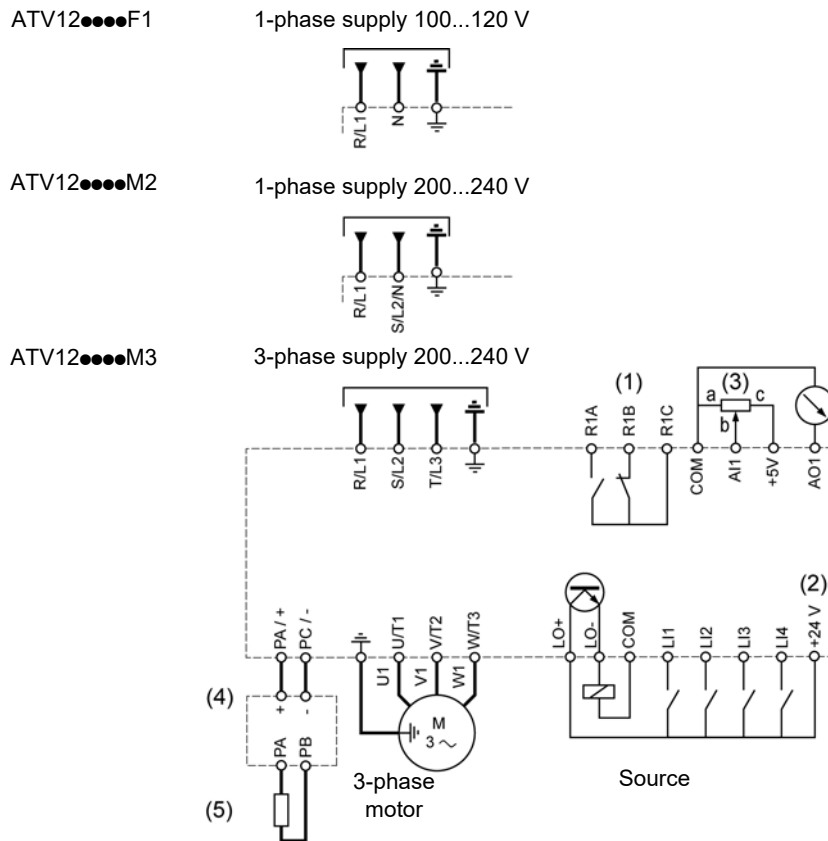 ATV12●●●●F1 1-phase supply 100...120 V
R/L1 N
ATV12●●●●M2 1-phase supply 200...240 V
R/L1 S/L2/N
ATV12●●●●M3 3-phase supply 200...240 V
(1) (3)
a c
b
R/L1 S/L2 T/L3 R1A R1B R1C COM AI1 +5V AO1
(2)
PA / + PC / - U/T1 V/T2 W/T3 LO+ LO- COM LI1 LI2 LI3 LI4 +24 V
U1 V1 W1
(4) + -
M
3 ~
PA PB
3-phase
motor
Source
(5)